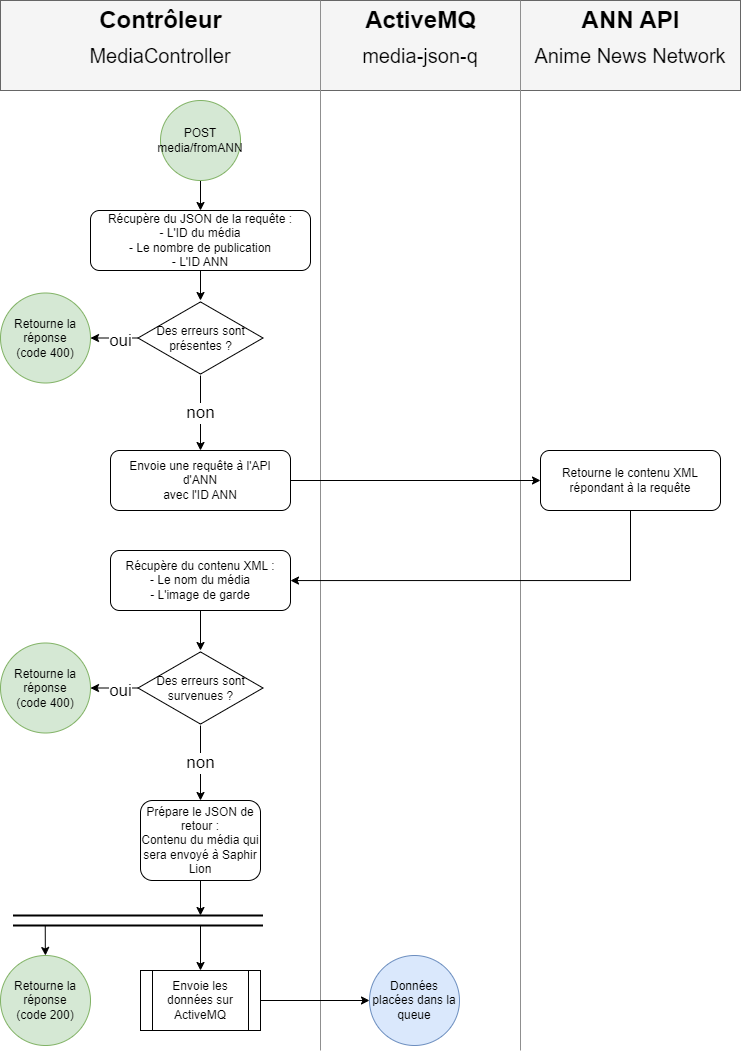 Contrôleur
MediaController
ActiveMQ
media-json-q
ANN API
Anime News Network
POST
media/fromANN
Récupère du JSON de la requête :
- L'ID du média
- Le nombre de publication
- L'ID ANN
Retourne la
réponse
(code 400)
oui
Des erreurs sont
présentes ?
non
Envoie une requête à l'API
d'ANN
avec l'ID ANN
Retourne le contenu XML
répondant à la requête
Récupère du contenu XML :
- Le nom du média
- L'image de garde
Retourne la
réponse
(code 400)
oui
Des erreurs sont
survenues ?
non
Prépare le JSON de
retour :
Contenu du média qui
sera envoyé à Saphir
Lion
Retourne la
réponse
(code 200)
Envoie les
données sur
ActiveMQ
Données
placées dans la
queue